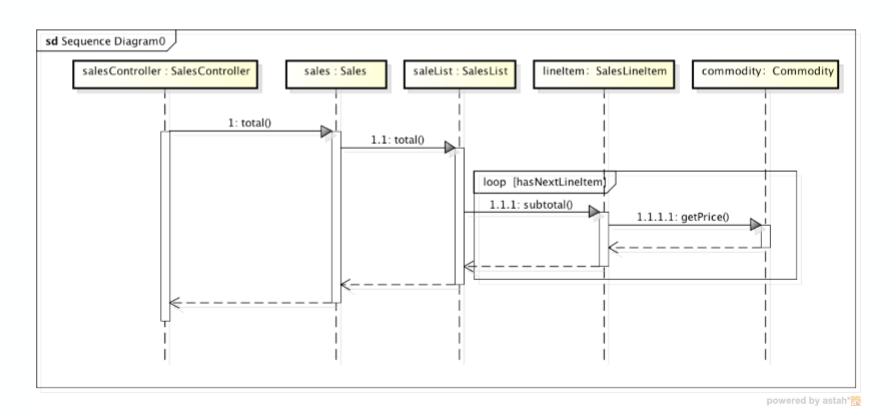 sd Sequence Diagram0
salesController : SalesController
sales : Sales
saleList : SalesList
lineItem: SalesLineItem
commodity: Commodity
1: total()
1.1: total()
loop [hasNextLineItem]
1.1.1: subtotal()
1.1.1.1: getPrice()
powered by astah*